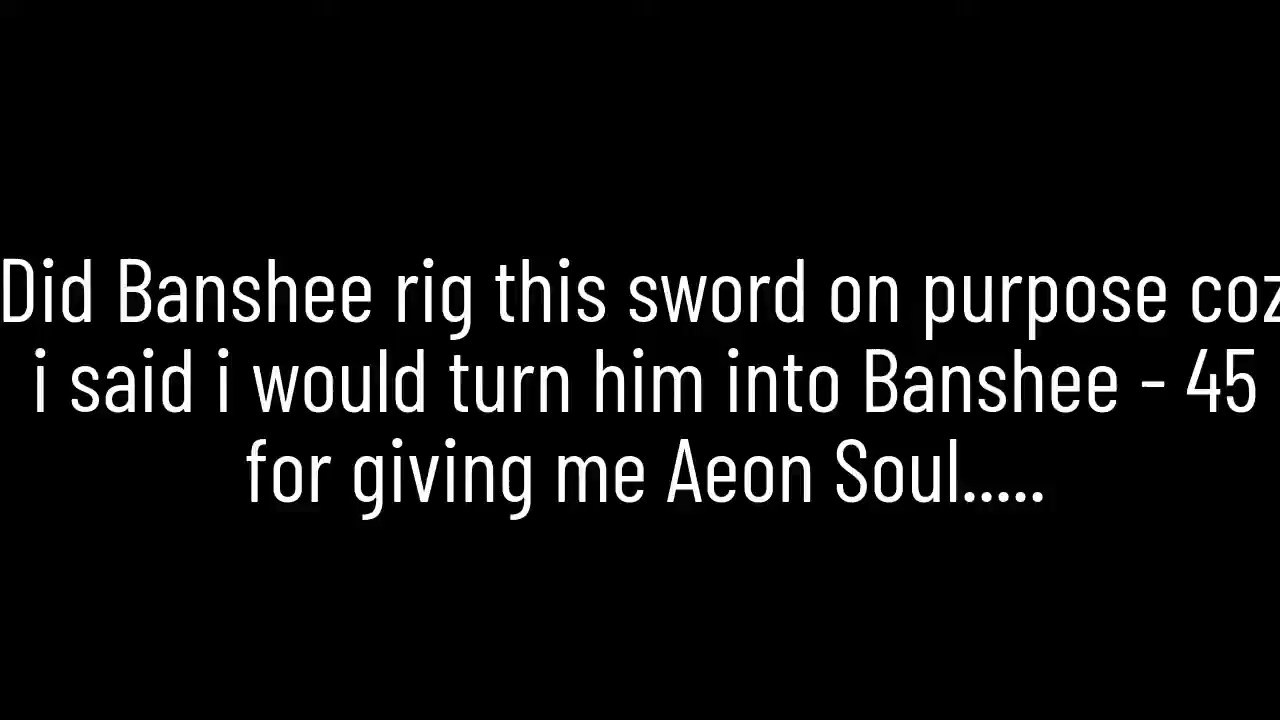 Did Banshee rig this sword on purpose coz
i said i would turn him into Banshee - 45
for giving me Aeon Soul.....